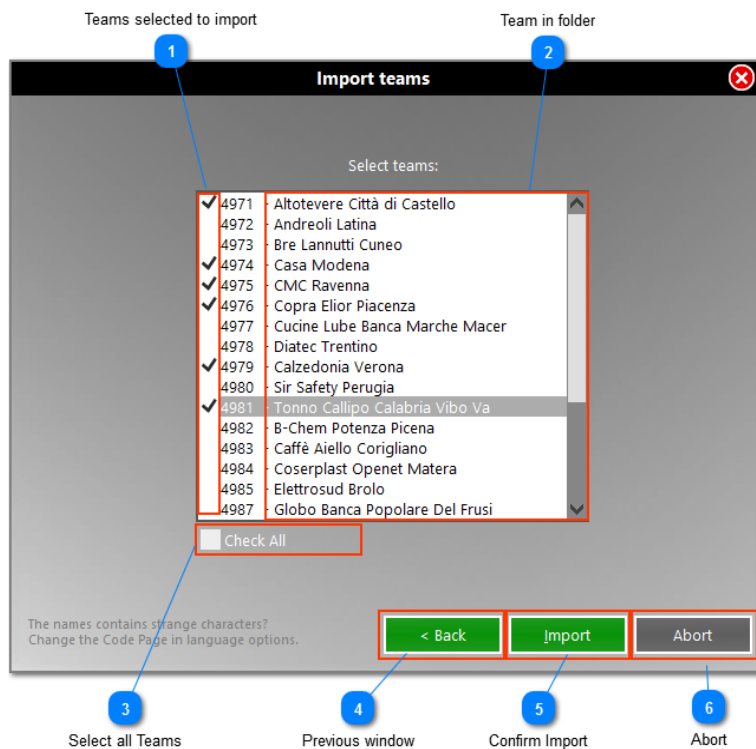 Teams selected to import
Team in folder
1
2
Import teams
Select teams:
4971 - Altotevere Città di Castello
4972 - Andreoli Latina
4973 - Bre Lannutti Cuneo
4974 - Casa Modena
4975 - CMC Ravenna
4976 - Copra Elior Piacenza
4977 - Cucine Lube Banca Marche Macer
4978 - Diatec Trentino
4979 - Calzedonia Verona
4980 - Sir Safety Perugia
4981 - Tonno Callipo Calabria Vibo Va
4982 - B-Chem Potenza Picena
4983 - Caffè Aiello Corigliano
4984 - Coserplast Openet Matera
4985 - Elettrosud Brolo
4987 - Globo Banca Popolare Del Frusi
Check All
The names contains strange characters?
Change the Code Page in language options.
< Back
Import
Abort
3
4
5
6
Select all Teams
Previous window
Confirm Import
Abort